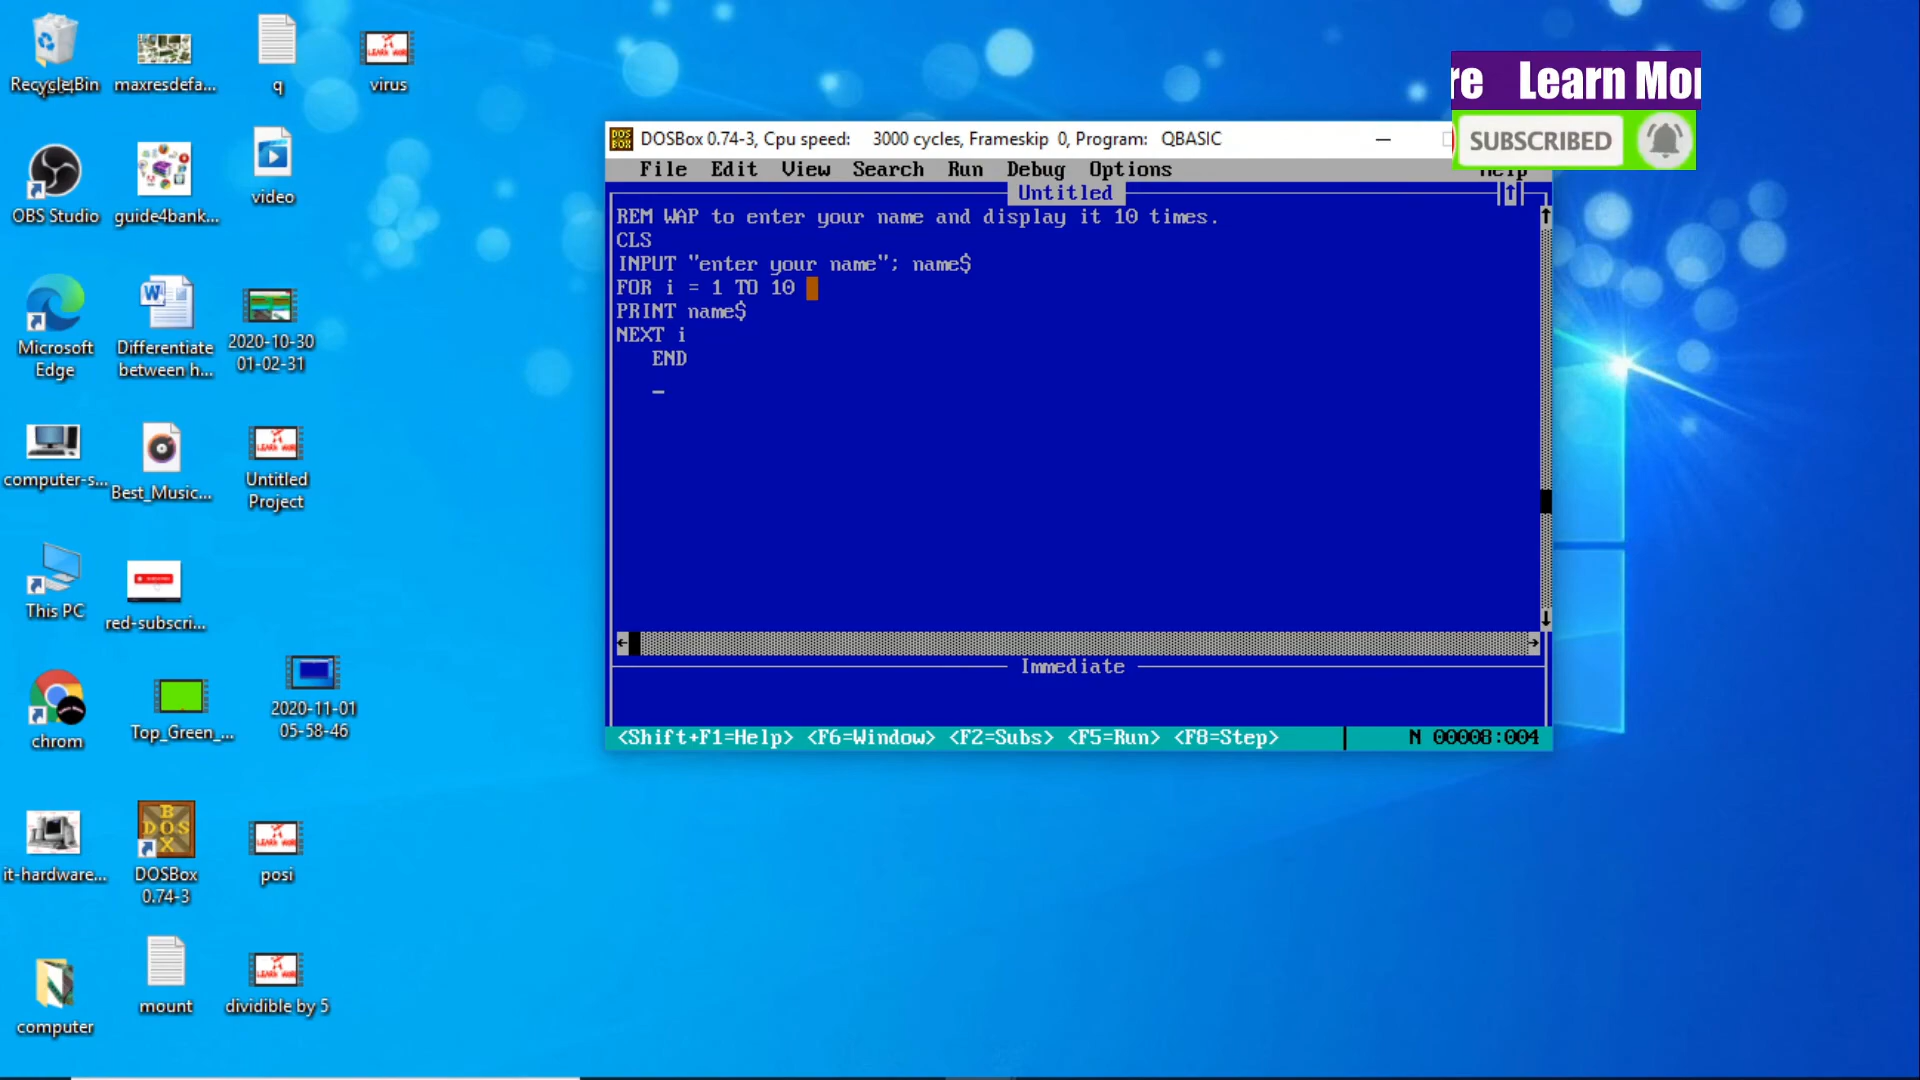 Recycle Bin
maxresdefa...
q
virus
OBS Studio
guide4bank...
video
Microsoft
Edge
Differentiate
between h...
2020-10-30
01-02-31
computer-s...
Best_Music...
Untitled
Project
This PC
red-subscri...
chrom
Top_Green_...
2020-11-01
05-58-46
it-hardware...
DOSBox
0.74-3
posi
computer
mount
dividible by 5
re Learn Mor
SUBSCRIBED
DOSBox 0.74-3, Cpu speed: 3000 cycles, Frameskip 0, Program: QBASIC
File Edit View Search Run Debug Options Help
Untitled
REM WAP to enter your name and display it 10 times.
CLS
INPUT "enter your name"; name$
FOR i = 1 TO 10
PRINT name$
NEXT i
END
Immediate
<Shift+F1=Help> <F6=Window> <F2=Subs> <F5=Run> <F8=Step> N 00008:004